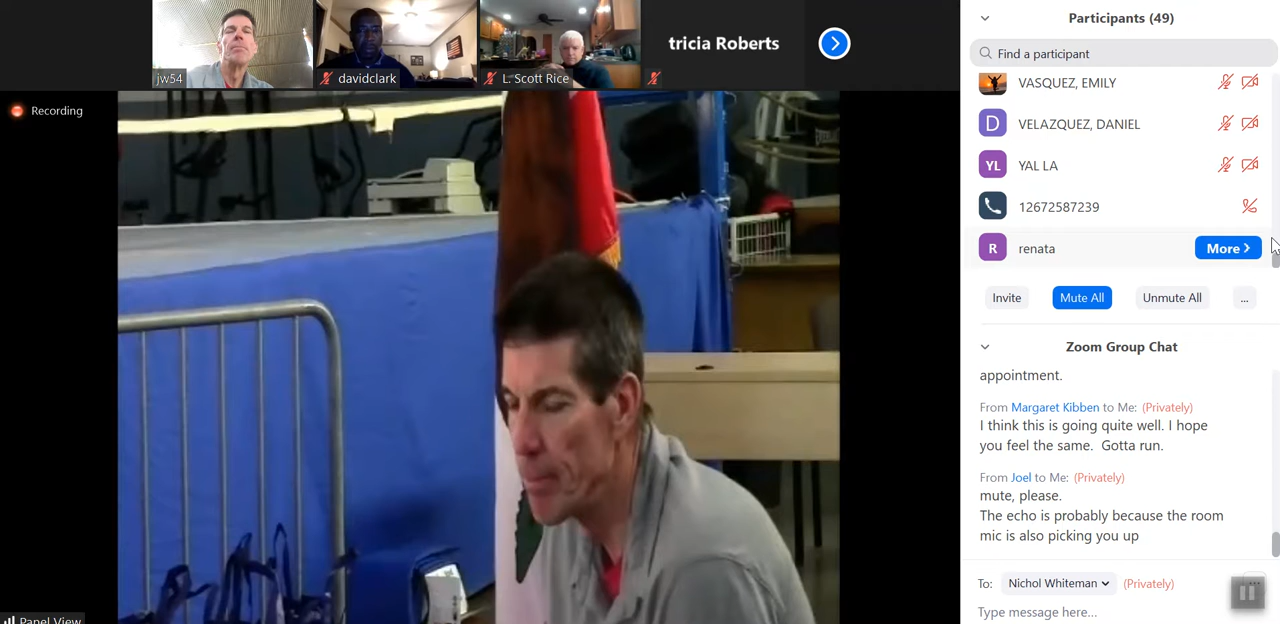 jw54
davidclark
L. Scott Rice
tricia Roberts
Recording
Panel View
Participants (49)
Find a participant
VASQUEZ, EMILY
D
VELAZQUEZ, DANIEL
YL
YAL LA
12672587239
R
renata
More
Invite
Mute All
Unmute All
...
Zoom Group Chat
appointment.
From Margaret Kibben to Me: (Privately)
I think this is going quite well. I hope
you feel the same.  Gotta run.
From Joel to Me: (Privately)
mute, please.
The echo is probably because the room
mic is also picking you up
To: Nichol Whiteman (Privately)
Type message here...